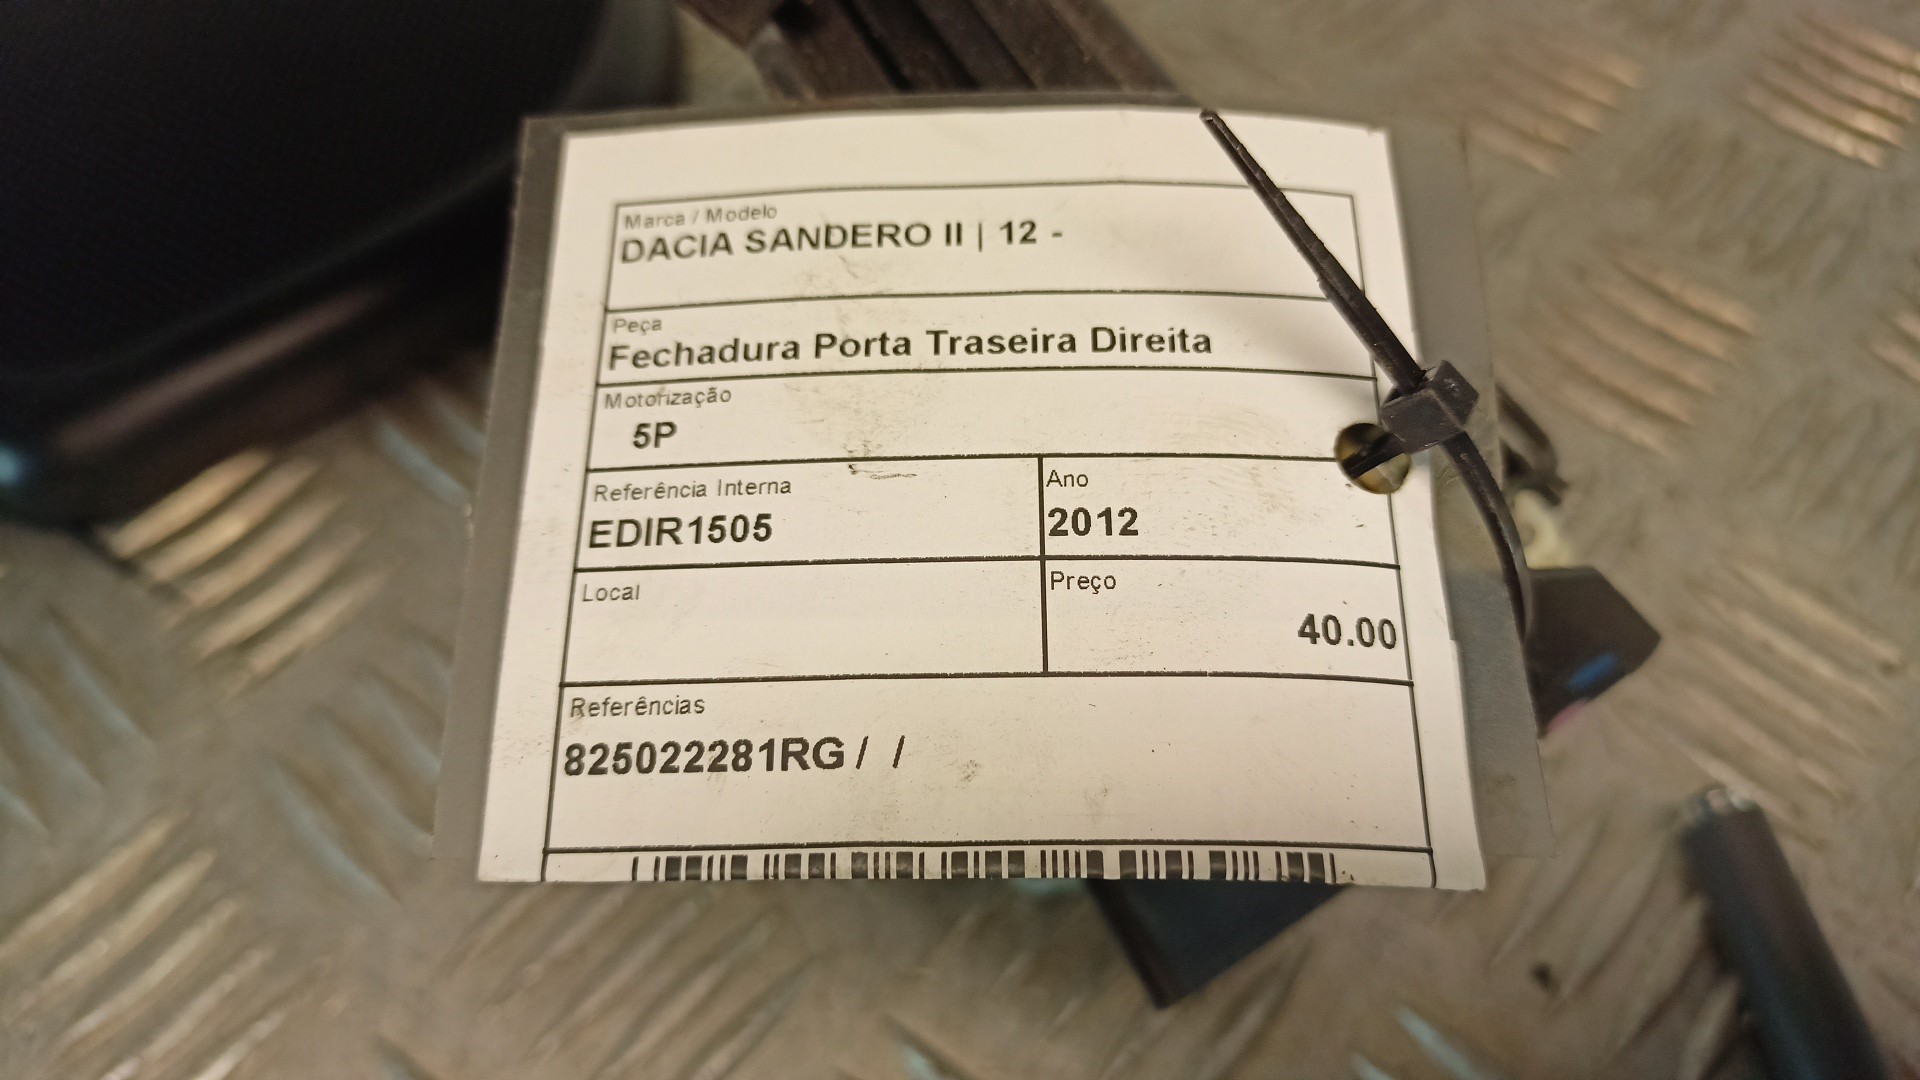 Marca / Modelo
DACIA SANDERO II | 12 -
Peça
Fechadura Porta Traseira Direita
Motorização
5P
Referência Interna
EDIR1505
Ano
2012
Local
Preço
40.00
Referências
825022281RG / /